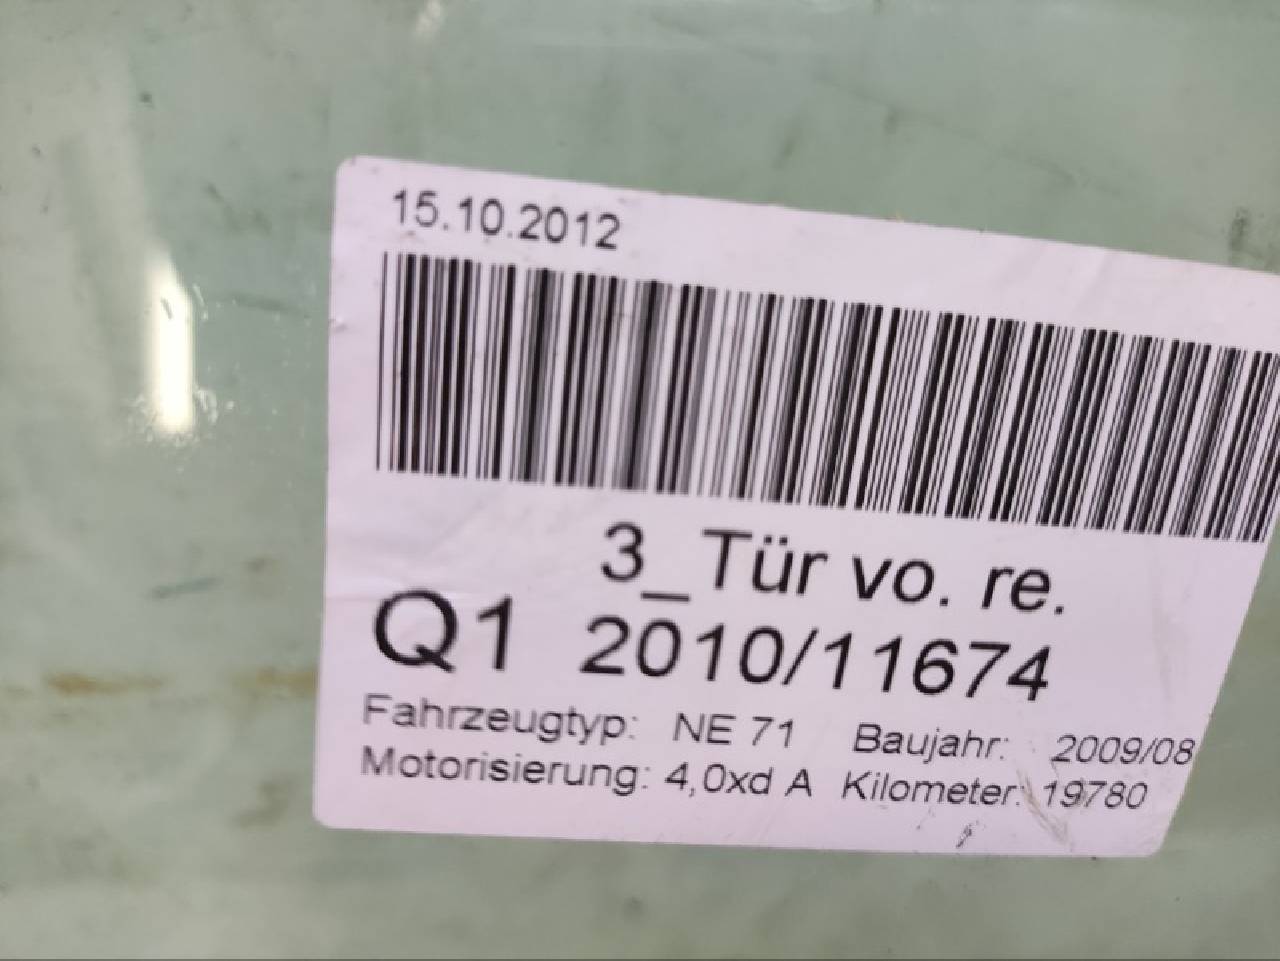 15.10.2012
3_Tür vo. re.
Q1 2010/11674
Fahrzeugtyp: NE 71 Baujahr: 2009/08
Motorisierung: 4,0xd A Kilometer: 19780